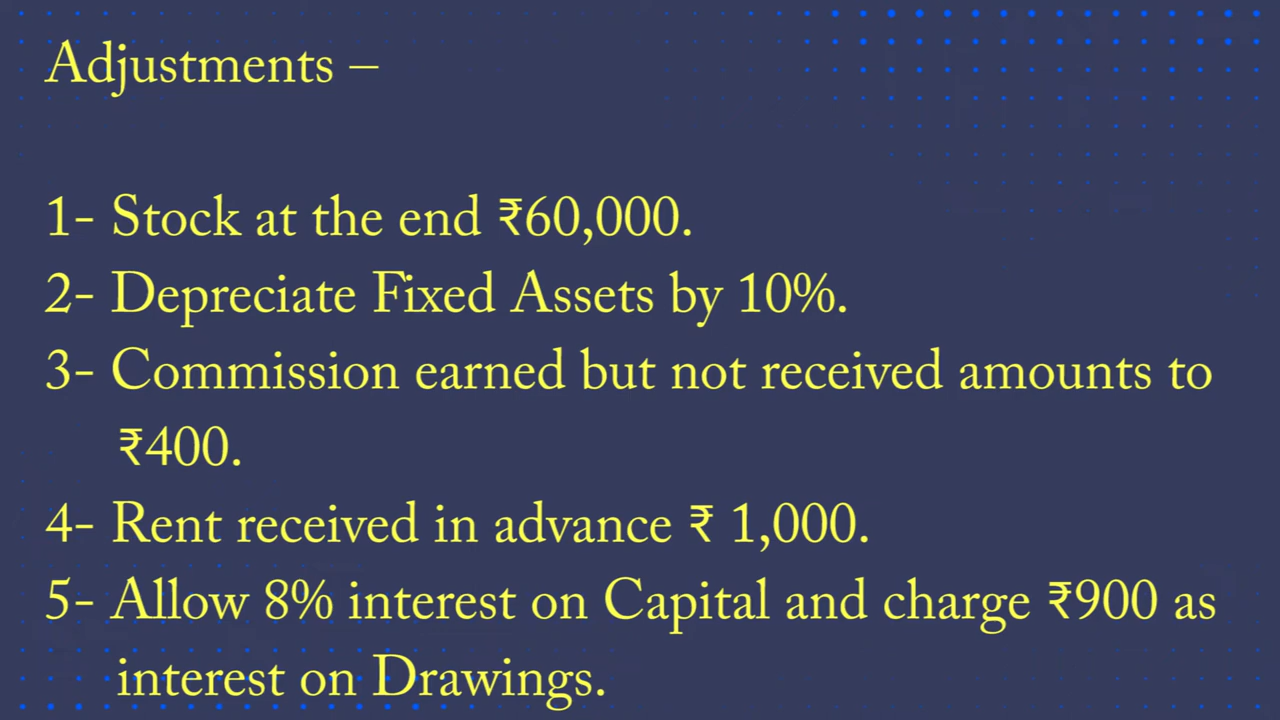 Adjustments –
1- Stock at the end ₹60,000.
2- Depreciate Fixed Assets by 10%.
3- Commission earned but not received amounts to
₹400.
4- Rent received in advance ₹ 1,000.
5- Allow 8% interest on Capital and charge ₹900 as
interest on Drawings.